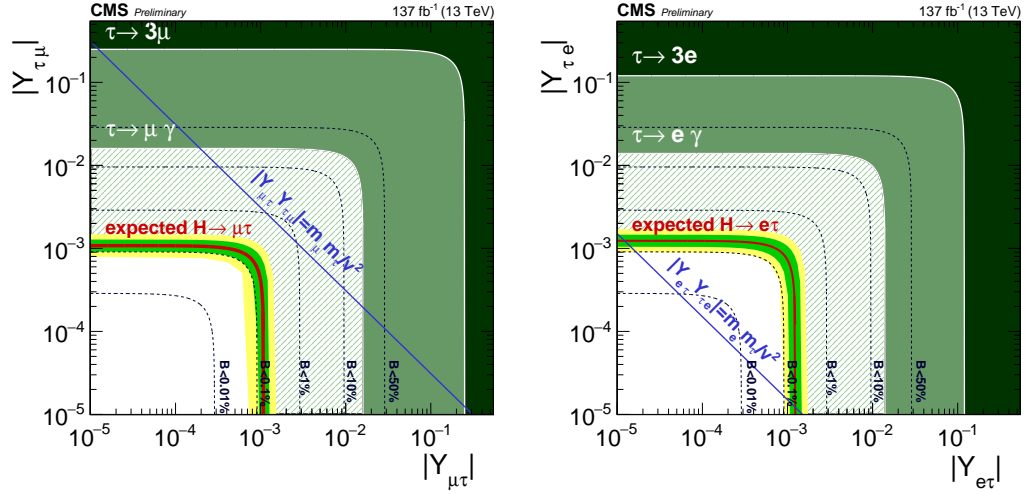 CMS Preliminary 137 fb⁻¹ (13 TeV)
|Y_τμ|
10⁻¹
10⁻²
10⁻³
10⁻⁴
10⁻⁵
τ→ 3μ
τ→ μ γ
|Y_μτ Y_τμ|=m_μ m_τ/v²
expected H→ μτ
B<0.01%
B<0.1%
B<1%
B<10%
B<50%
10⁻⁵ 10⁻⁴ 10⁻³ 10⁻² 10⁻¹
|Y_μτ|
CMS Preliminary 137 fb⁻¹ (13 TeV)
|Y_τe|
10⁻¹
10⁻²
10⁻³
10⁻⁴
10⁻⁵
τ→ 3e
τ→ e γ
expected H→ eτ
|Y_eτ Y_τe|=m_e m_τ/v²
B<0.01%
B<0.1%
B<1%
B<10%
B<50%
10⁻⁵ 10⁻⁴ 10⁻³ 10⁻² 10⁻¹
|Y_eτ|